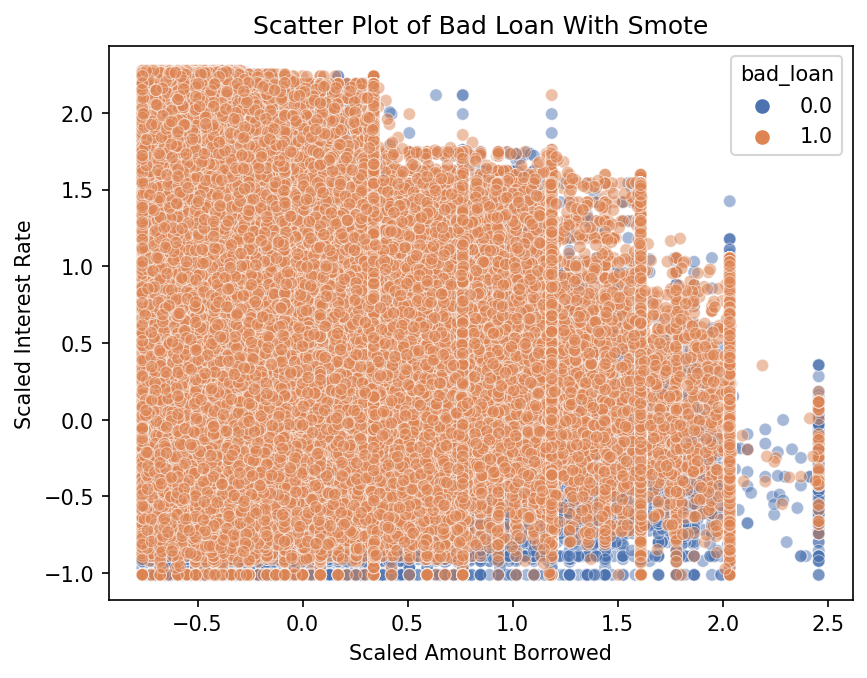 Scatter Plot of Bad Loan With Smote
bad_loan
0.0
1.0
Scaled Interest Rate
2.0
1.5
1.0
0.5
0.0
−0.5
−1.0
−0.5 0.0 0.5 1.0 1.5 2.0 2.5
Scaled Amount Borrowed